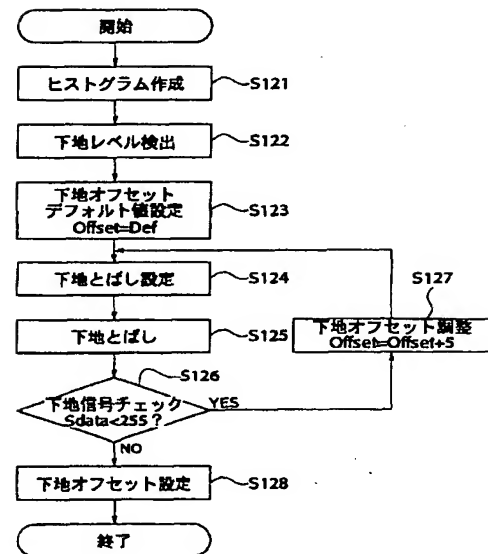 開始
ヒストグラム作成 S121
下地レベル検出 S122
下地オフセット
デフォルト値設定
Offset=Def
S123
下地とばし設定 S124
S127
下地オフセット調整
Offset=Offset+5
下地とばし S125
S126
下地信号チェック
Sdata<255?
YES
NO
下地オフセット設定 S128
終了